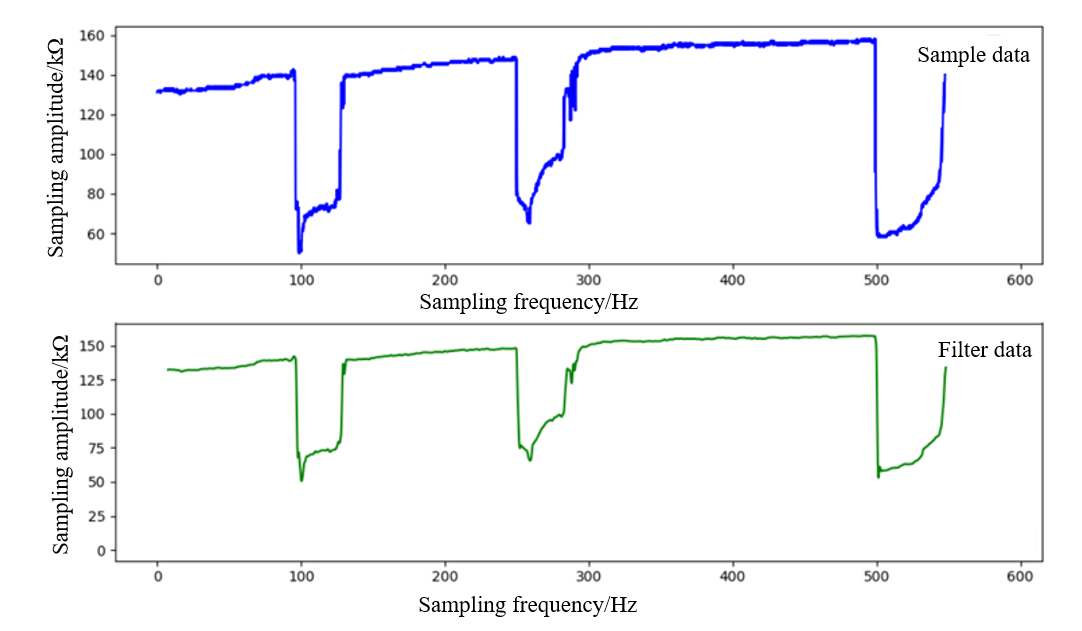 Sampling amplitude/kΩ
160
140
120
100
80
60
Sample data
0 100 200 300 400 500 600
Sampling frequency/Hz
Sampling amplitude/kΩ
150
125
100
75
50
25
0
Filter data
0 100 200 300 400 500 600
Sampling frequency/Hz